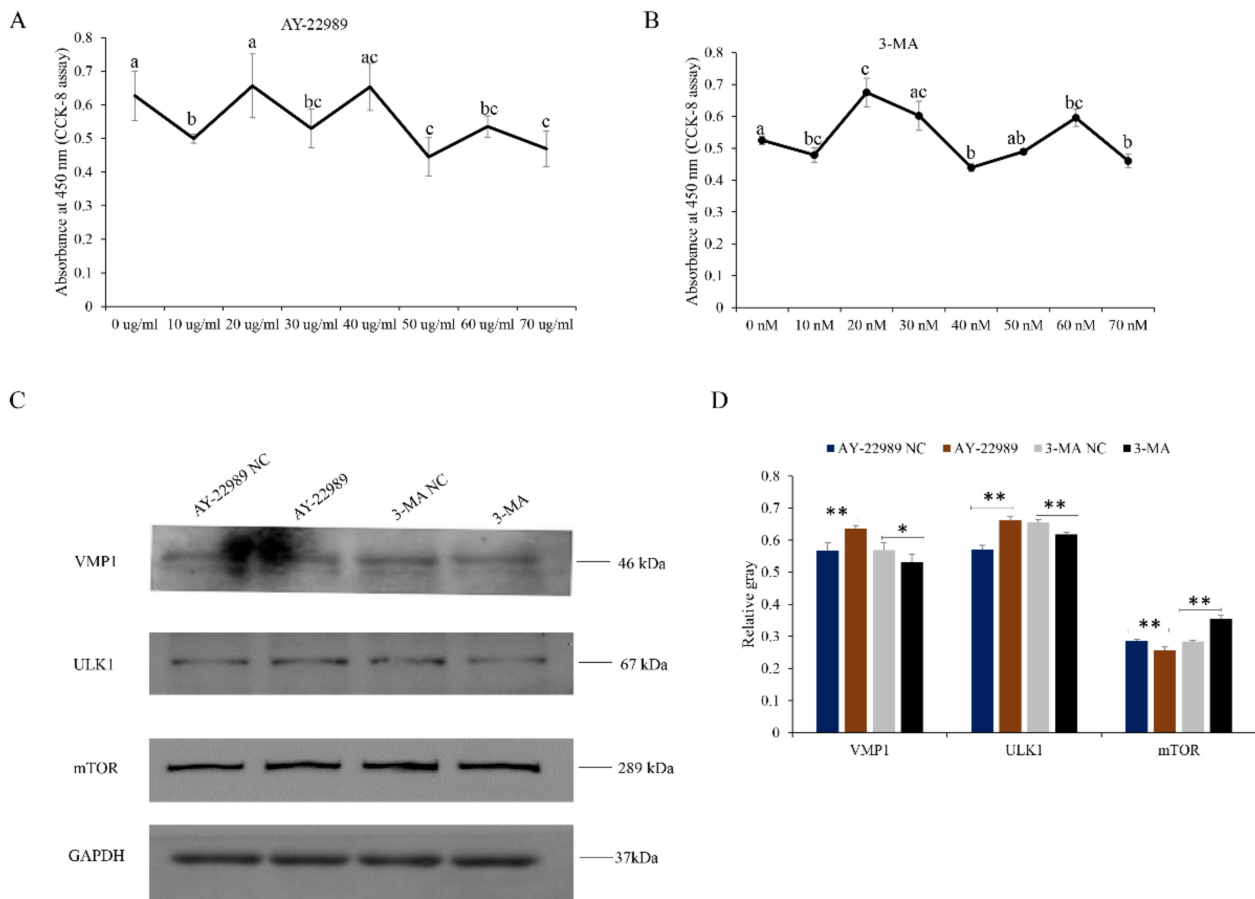 A
AY-22989
Absorbance at 450 nm (CCK-8 assay)
0.8
0.7
0.6
0.5
0.4
0.3
0.2
0.1
0
a
b
a
bc
ac
c
bc
c
0 ug/ml 10 ug/ml 20 ug/ml 30 ug/ml 40 ug/ml 50 ug/ml 60 ug/ml 70 ug/ml
B
3-MA
Absorbance at 450 nm (CCK-8 assay)
0.8
0.7
0.6
0.5
0.4
0.3
0.2
0.1
0
a
bc
c
ac
b
ab
bc
b
0 nM 10 nM 20 nM 30 nM 40 nM 50 nM 60 nM 70 nM
C
AY-22989 NC AY-22989 3-MA NC 3-MA
VMP1 46 kDa
ULK1 67 kDa
mTOR 289 kDa
GAPDH 37kDa
D
AY-22989 NC AY-22989 3-MA NC 3-MA
Relative gray
0.8
0.7
0.6
0.5
0.4
0.3
0.2
0.1
0
** * ** ** ** **
VMP1 ULK1 mTOR